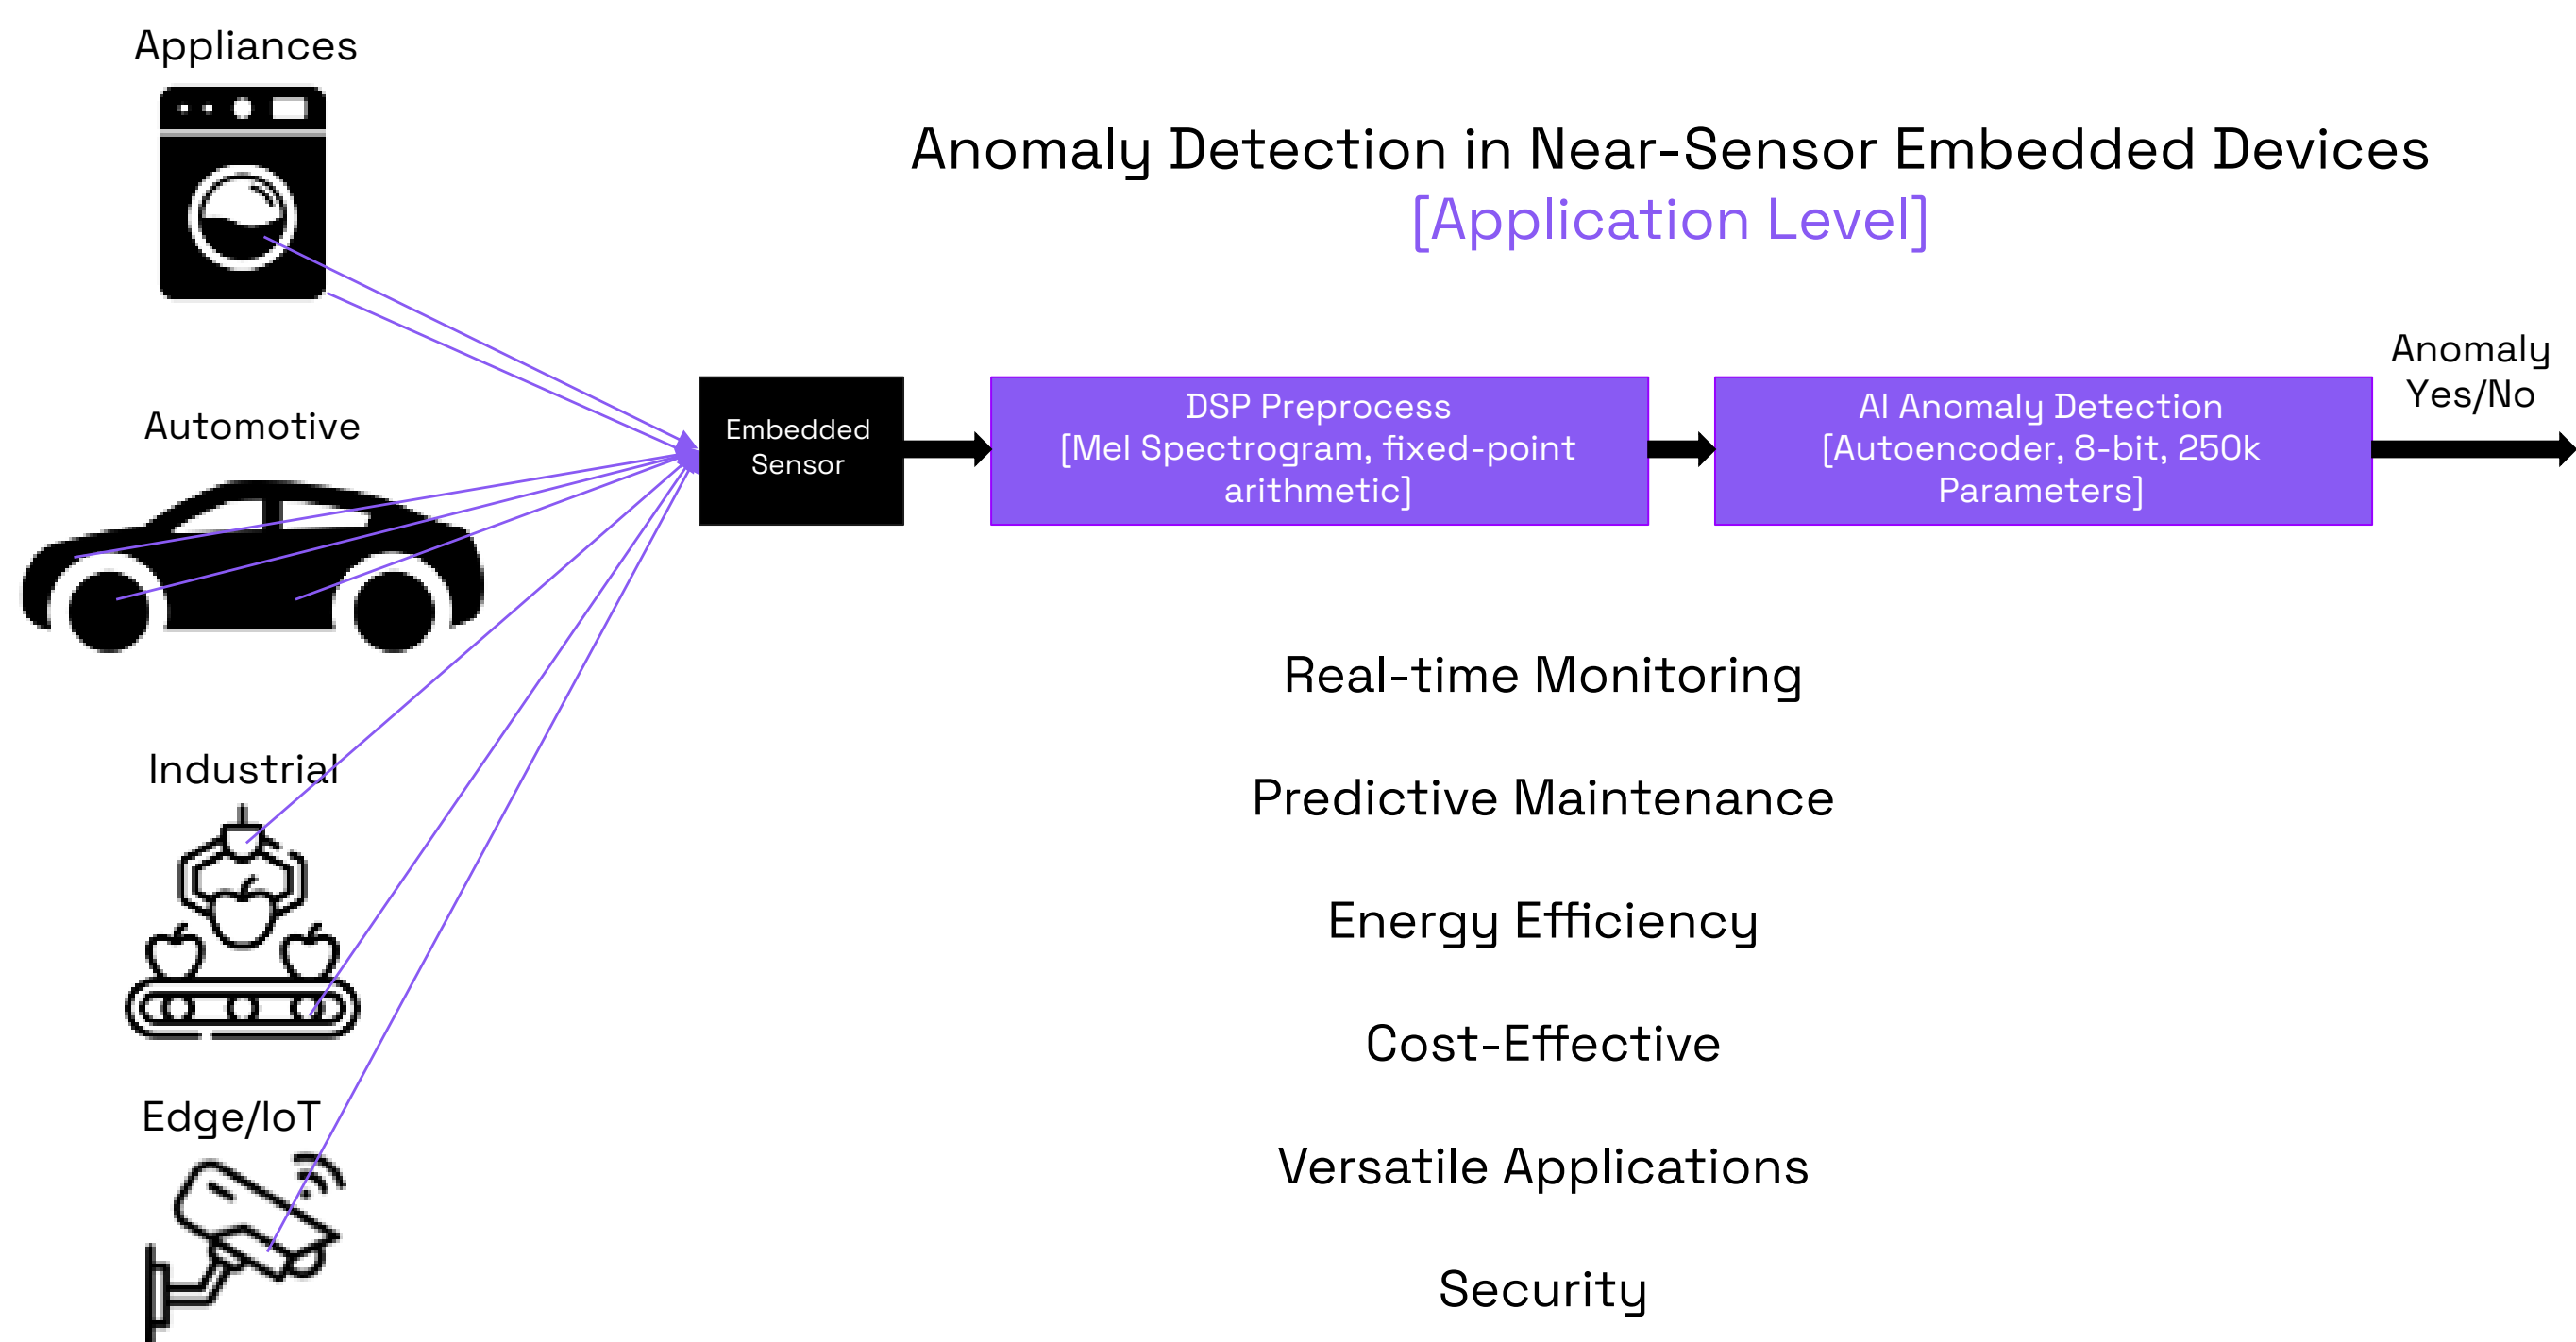 Appliances
Anomaly Detection in Near-Sensor Embedded Devices
[Application Level]
Automotive
Embedded
Sensor
DSP Preprocess
[Mel Spectrogram, fixed-point
arithmetic]
AI Anomaly Detection
[Autoencoder, 8-bit, 250k
Parameters]
Anomaly
Yes/No
Industrial
Edge/IoT
Real-time Monitoring
Predictive Maintenance
Energy Efficiency
Cost-Effective
Versatile Applications
Security